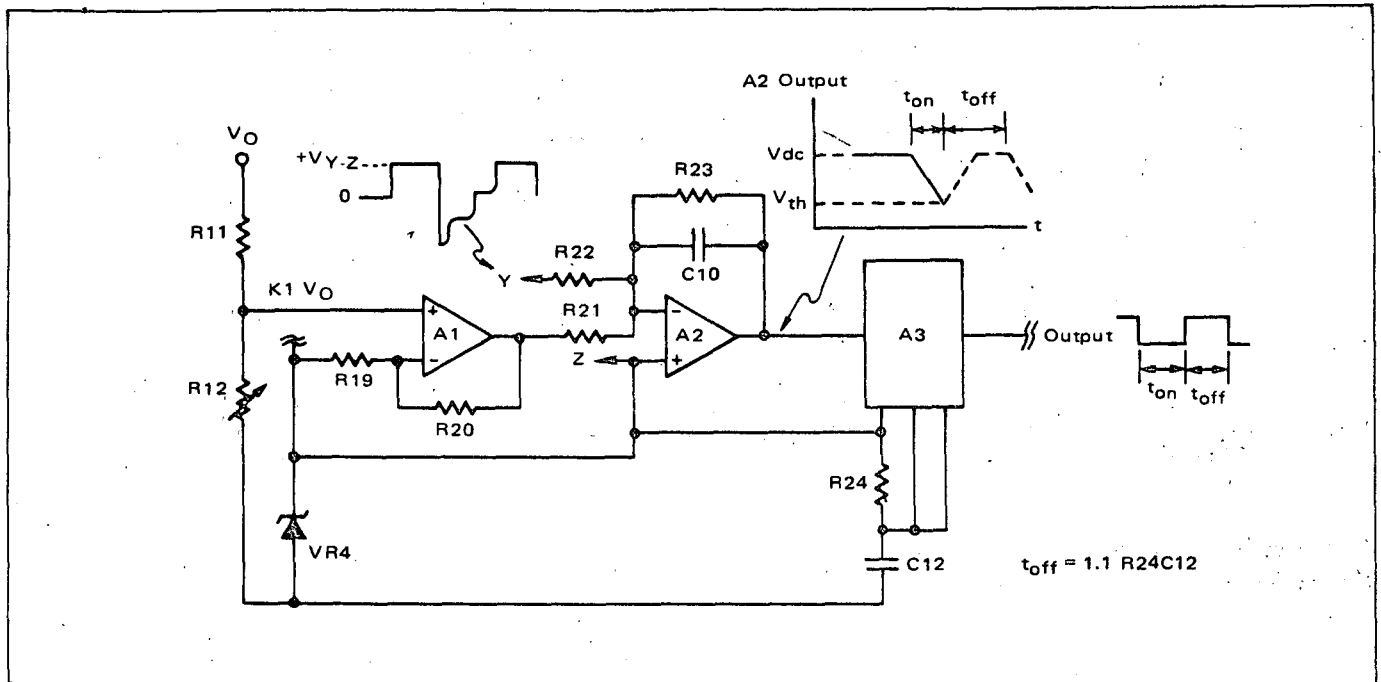 A2 Output
t_on t_off
V_O
+V_Y-Z
0
R23
V_dc
V_th
t
R11
R22
C10
Y
K1 V_O
R21
A1
+
-
A2
-
+
A3
Output
Z
t_on
t_off
R19
R12
R20
R24
VR4
C12
t_off = 1.1 R24C12